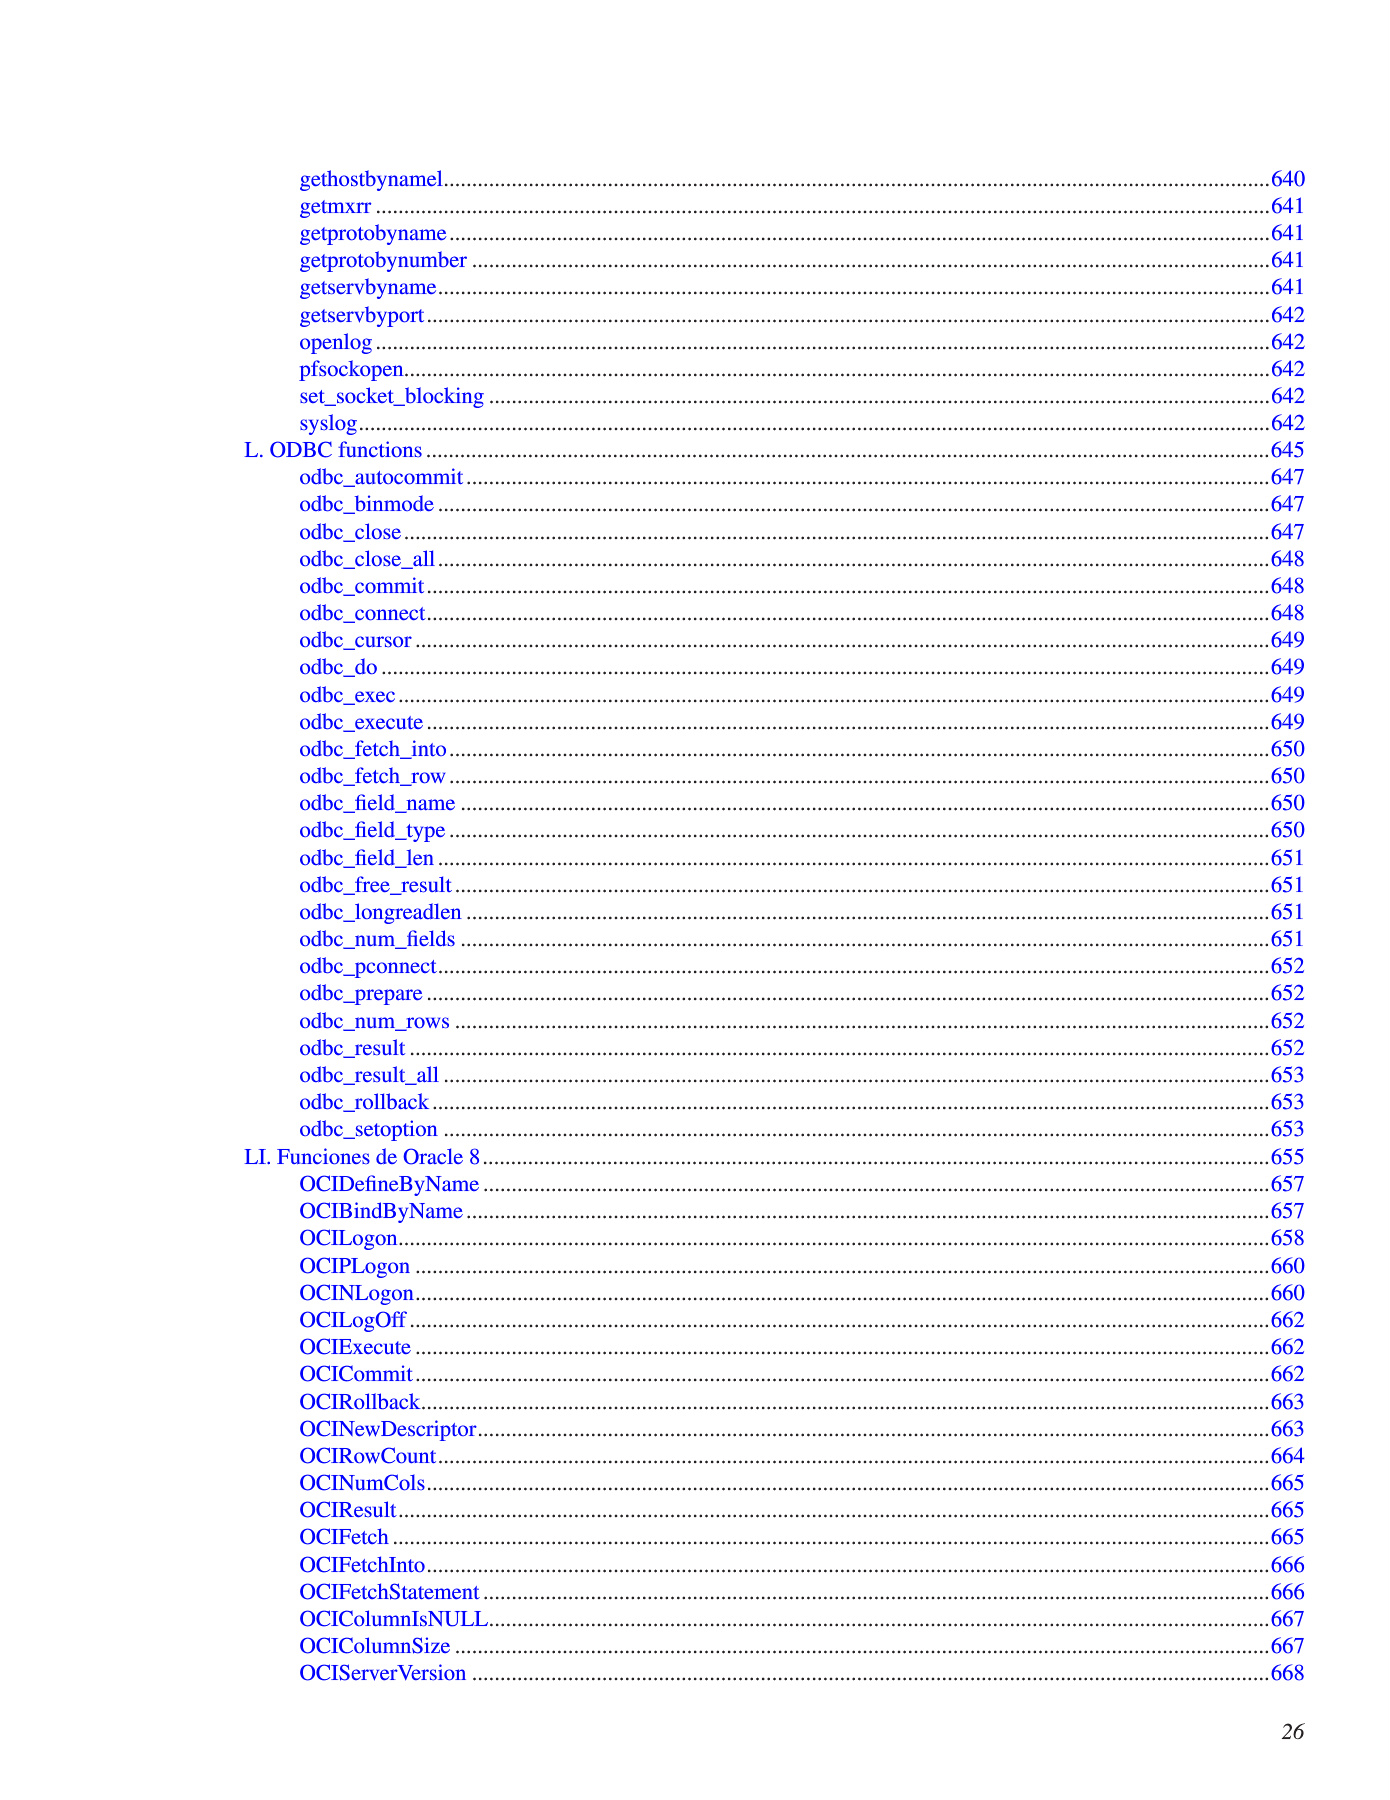 gethostbynamel...640
getmxrr...641
getprotobyname...641
getprotobynumber...641
getservbyname...641
getservbyport...642
openlog...642
pfsockopen...642
set_socket_blocking...642
syslog...642
L. ODBC functions...645
odbc_autocommit...647
odbc_binmode...647
odbc_close...647
odbc_close_all...648
odbc_commit...648
odbc_connect...648
odbc_cursor...649
odbc_do...649
odbc_exec...649
odbc_execute...649
odbc_fetch_into...650
odbc_fetch_row...650
odbc_field_name...650
odbc_field_type...650
odbc_field_len...651
odbc_free_result...651
odbc_longreadlen...651
odbc_num_fields...651
odbc_pconnect...652
odbc_prepare...652
odbc_num_rows...652
odbc_result...652
odbc_result_all...653
odbc_rollback...653
odbc_setoption...653
LI. Funciones de Oracle 8...655
OCIDefineByName...657
OCIBindByName...657
OCILogon...658
OCIPLogon...660
OCINLogon...660
OCILogOff...662
OCIExecute...662
OCICommit...662
OCIRollback...663
OCINewDescriptor...663
OCIRowCount...664
OCINumCols...665
OCIResult...665
OCIFetch...665
OCIFetchInto...666
OCIFetchStatement...666
OCIColumnIsNULL...667
OCIColumnSize...667
OCIServerVersion...668
26